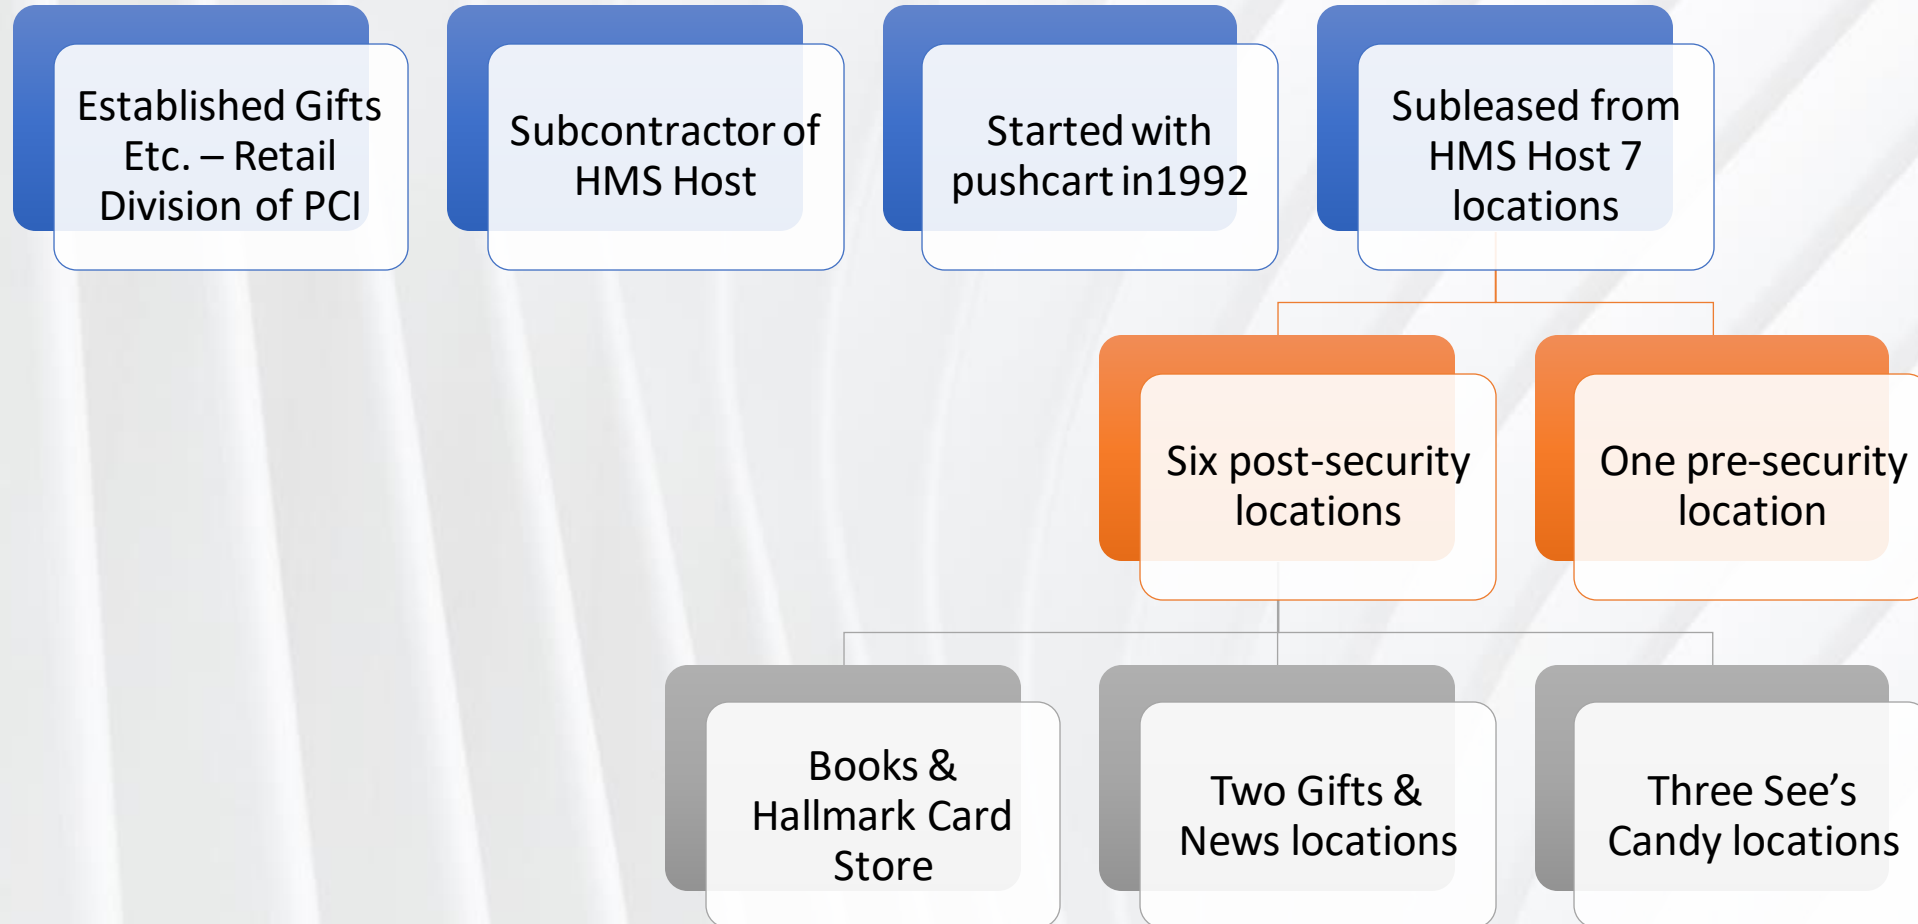 Established Gifts
Etc. – Retail
Division of PCI
Subcontractor of
HMS Host
Started with
pushcart in1992
Subleased from
HMS Host 7
locations
Six post-security
locations
One pre-security
location
Books &
Hallmark Card
Store
Two Gifts &
News locations
Three See’s
Candy locations